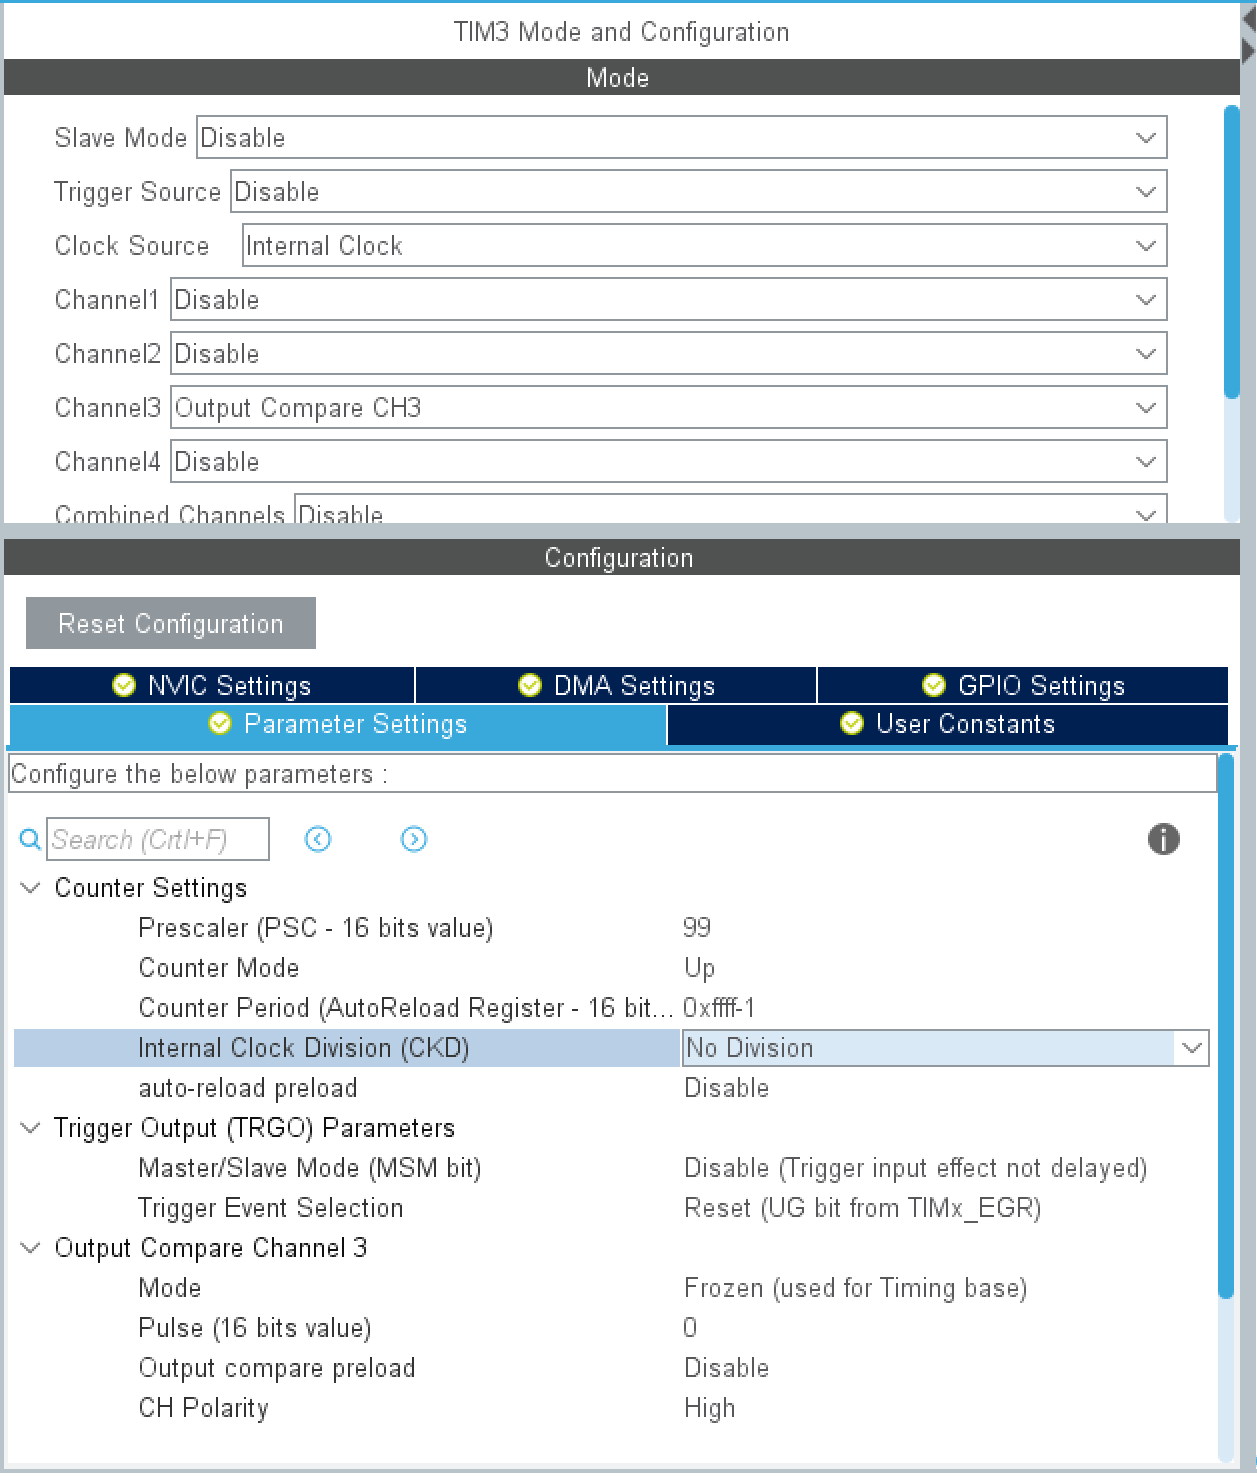 TIM3 Mode and Configuration
Mode
Slave Mode Disable
Trigger Source Disable
Clock Source Internal Clock
Channel1 Disable
Channel2 Disable
Channel3 Output Compare CH3
Channel4 Disable
Combined Channels Disable
Configuration
Reset Configuration
NVIC Settings DMA Settings GPIO Settings
Parameter Settings User Constants
Configure the below parameters :
Search (CrtI+F)
Counter Settings
Prescaler (PSC - 16 bits value) 99
Counter Mode Up
Counter Period (AutoReload Register - 16 bit... 0xffff-1
Internal Clock Division (CKD) No Division
auto-reload preload Disable
Trigger Output (TRGO) Parameters
Master/Slave Mode (MSM bit) Disable (Trigger input effect not delayed)
Trigger Event Selection Reset (UG bit from TIMx_EGR)
Output Compare Channel 3
Mode Frozen (used for Timing base)
Pulse (16 bits value) 0
Output compare preload Disable
CH Polarity High